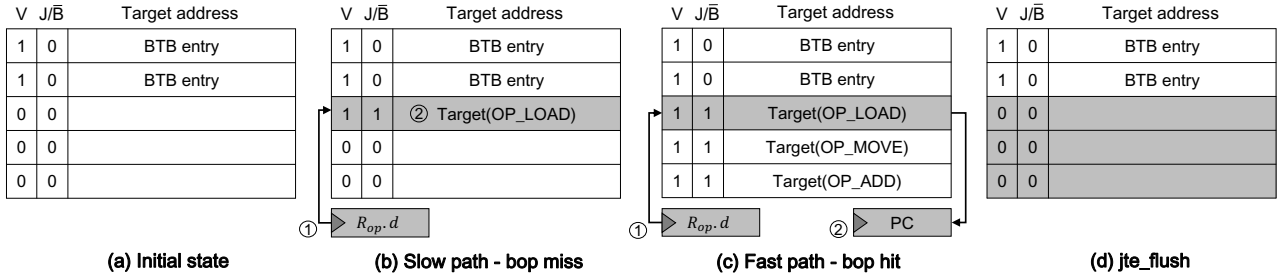 V J/B̅ Target address
1 0 BTB entry
1 0 BTB entry
0 0
0 0
0 0
(a) Initial state
V J/B̅ Target address
1 0 BTB entry
1 0 BTB entry
1 1 ② Target(OP_LOAD)
0 0
0 0
① R_op.d
(b) Slow path - bop miss
V J/B̅ Target address
1 0 BTB entry
1 0 BTB entry
1 1 Target(OP_LOAD)
1 1 Target(OP_MOVE)
1 1 Target(OP_ADD)
① R_op.d ② PC
(c) Fast path - bop hit
V J/B̅ Target address
1 0 BTB entry
1 0 BTB entry
0 0
0 0
0 0
(d) jte_flush